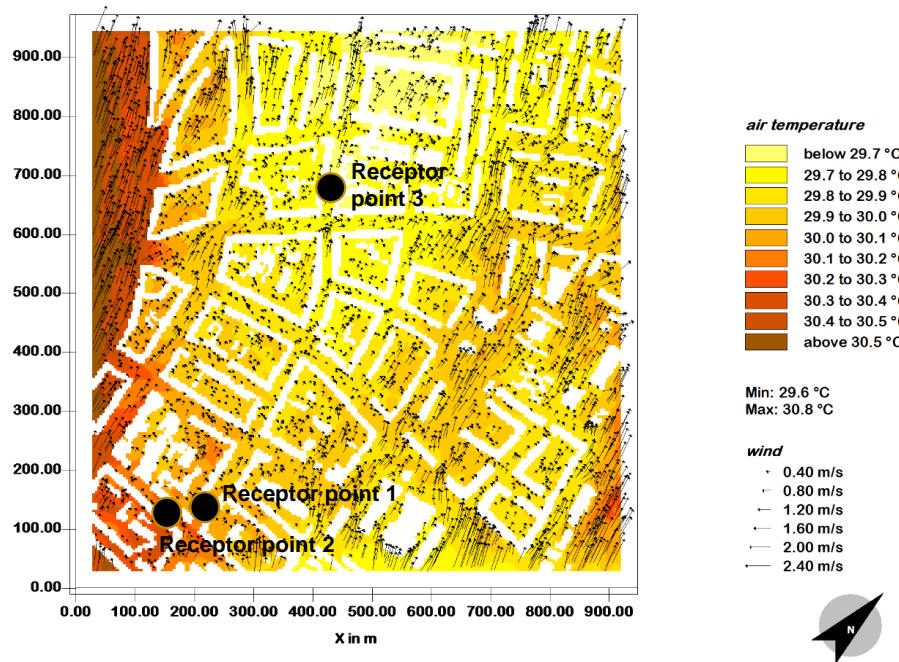 900.00
800.00
700.00
600.00
500.00
400.00
300.00
200.00
100.00
0.00
0.00 100.00 200.00 300.00 400.00 500.00 600.00 700.00 800.00 900.00
X in m
Receptor
point 3
Receptor point 1
Receptor point 2
air temperature
below 29.7 °C
29.7 to 29.8 °C
29.8 to 29.9 °C
29.9 to 30.0 °C
30.0 to 30.1 °C
30.1 to 30.2 °C
30.2 to 30.3 °C
30.3 to 30.4 °C
30.4 to 30.5 °C
above 30.5 °C
Min: 29.6 °C
Max: 30.8 °C
wind
0.40 m/s
0.80 m/s
1.20 m/s
1.60 m/s
2.00 m/s
2.40 m/s
N